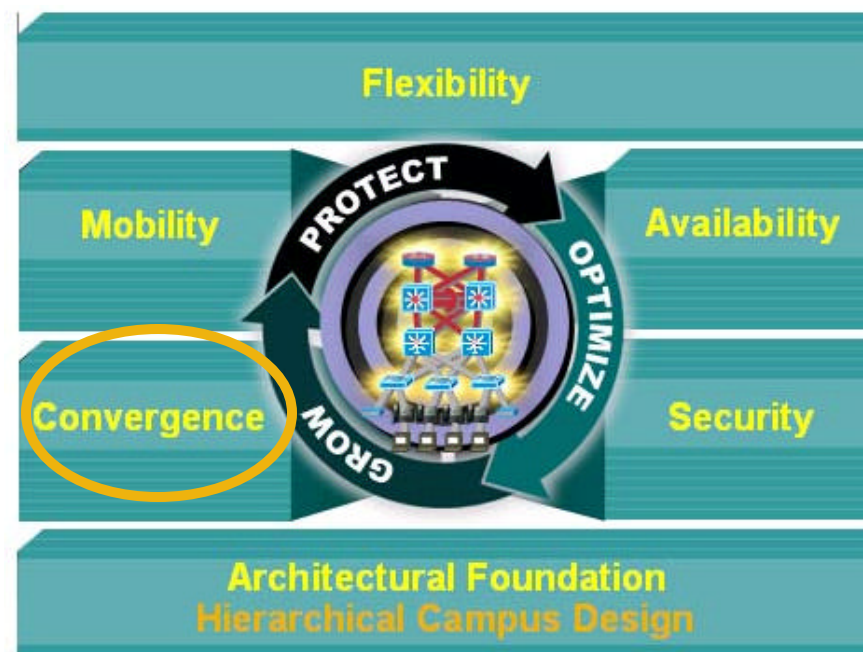 Flexibility
PROTECT
Mobility
Availability
OPTIMIZE
Convergence
Security
GROW
Architectural Foundation
Hierarchical Campus Design